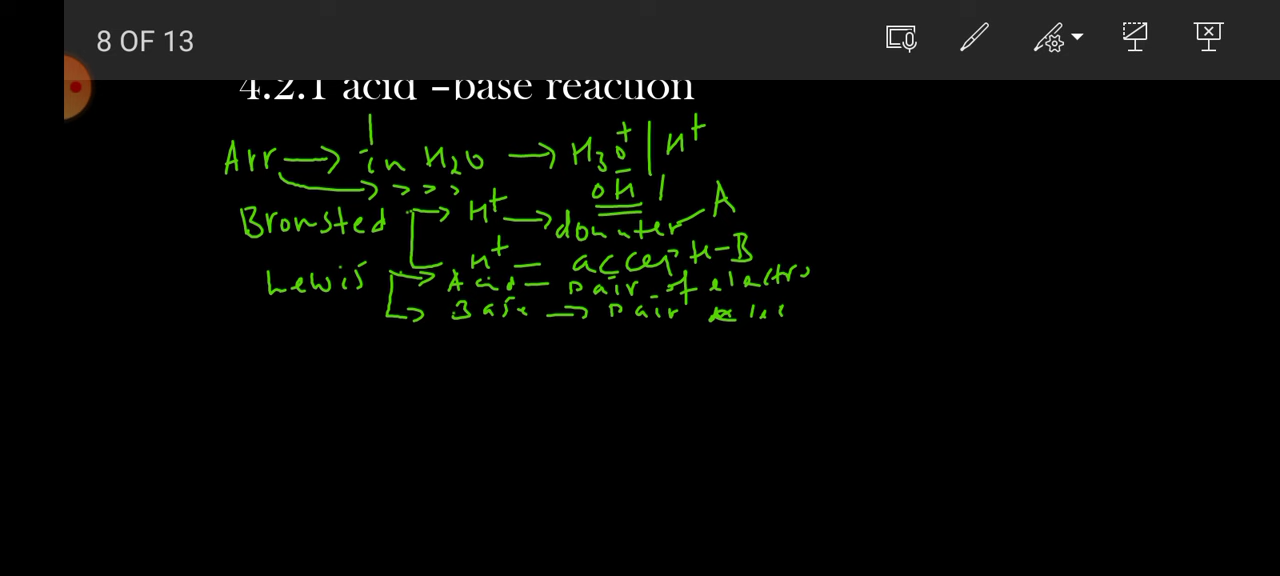 8 OF 13
4.2.1 acid –base reaction
Arr → in H2O → H3O+ | H+
OH
Bronsted H+ → donnter – A
H+ – accept H – B
Lewis Acid – pair of electro
Base → pair